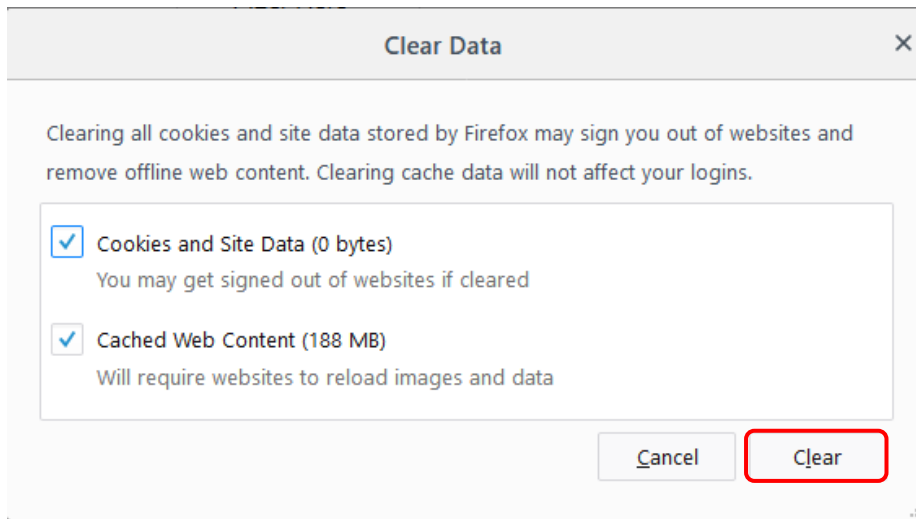 Clear Data
Clearing all cookies and site data stored by Firefox may sign you out of websites and
remove offline web content. Clearing cache data will not affect your logins.
Cookies and Site Data (0 bytes)
You may get signed out of websites if cleared
Cached Web Content (188 MB)
Will require websites to reload images and data
Cancel
Clear